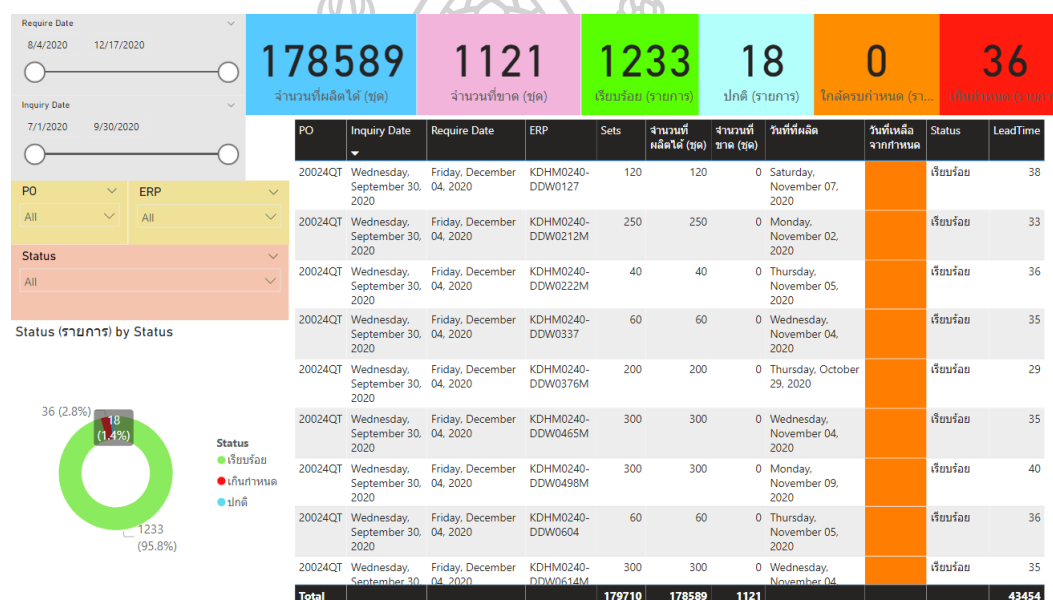 Require Date
8/4/2020 12/17/2020
Inquiry Date
7/1/2020 9/30/2020
PO ERP
All All
Status
All
178589
จำนวนที่ผลิตได้ (ชุด)
1121
จำนวนที่ขาด (ชุด)
1233
เรียบร้อย (รายการ)
18
ปกติ (รายการ)
0
ใกล้ครบกำหนด (รา...
36
เกินกำหนด (รายการ
Status (รายการ) by Status
36 (2.8%)
18
(1.4%)
1233
(95.8%)
Status
เรียบร้อย
เกินกำหนด
ปกติ
PO Inquiry Date Require Date ERP Sets จำนวนที่ จำนวนที่ วันที่ที่ผลิต วันที่เหลือ Status LeadTime
ผลิตได้ (ชุด) ขาด (ชุด) จากกำหนด
20024QT Wednesday, Friday, December KDHM0240- 120 120 0 Saturday, เรียบร้อย 38
September 30, 04, 2020 DDW0127 November 07,
2020 2020
20024QT Wednesday, Friday, December KDHM0240- 250 250 0 Monday, เรียบร้อย 33
September 30, 04, 2020 DDW0212M November 02,
2020 2020
20024QT Wednesday, Friday, December KDHM0240- 40 40 0 Thursday, เรียบร้อย 36
September 30, 04, 2020 DDW0222M November 05,
2020 2020
20024QT Wednesday, Friday, December KDHM0240- 60 60 0 Wednesday, เรียบร้อย 35
September 30, 04, 2020 DDW0337 November 04,
2020 2020
20024QT Wednesday, Friday, December KDHM0240- 200 200 0 Thursday, October เรียบร้อย 29
September 30, 04, 2020 DDW0376M 29, 2020
2020
20024QT Wednesday, Friday, December KDHM0240- 300 300 0 Wednesday, เรียบร้อย 35
September 30, 04, 2020 DDW0465M November 04,
2020 2020
20024QT Wednesday, Friday, December KDHM0240- 300 300 0 Monday, เรียบร้อย 40
September 30, 04, 2020 DDW0498M November 09,
2020 2020
20024QT Wednesday, Friday, December KDHM0240- 60 60 0 Thursday, เรียบร้อย 36
September 30, 04, 2020 DDW0604 November 05,
2020 2020
20024QT Wednesday, Friday, December KDHM0240- 300 300 0 Wednesday, เรียบร้อย 35
September 30, 04, 2020 DDW0614M November 04,
Total 179710 178589 1121 43454